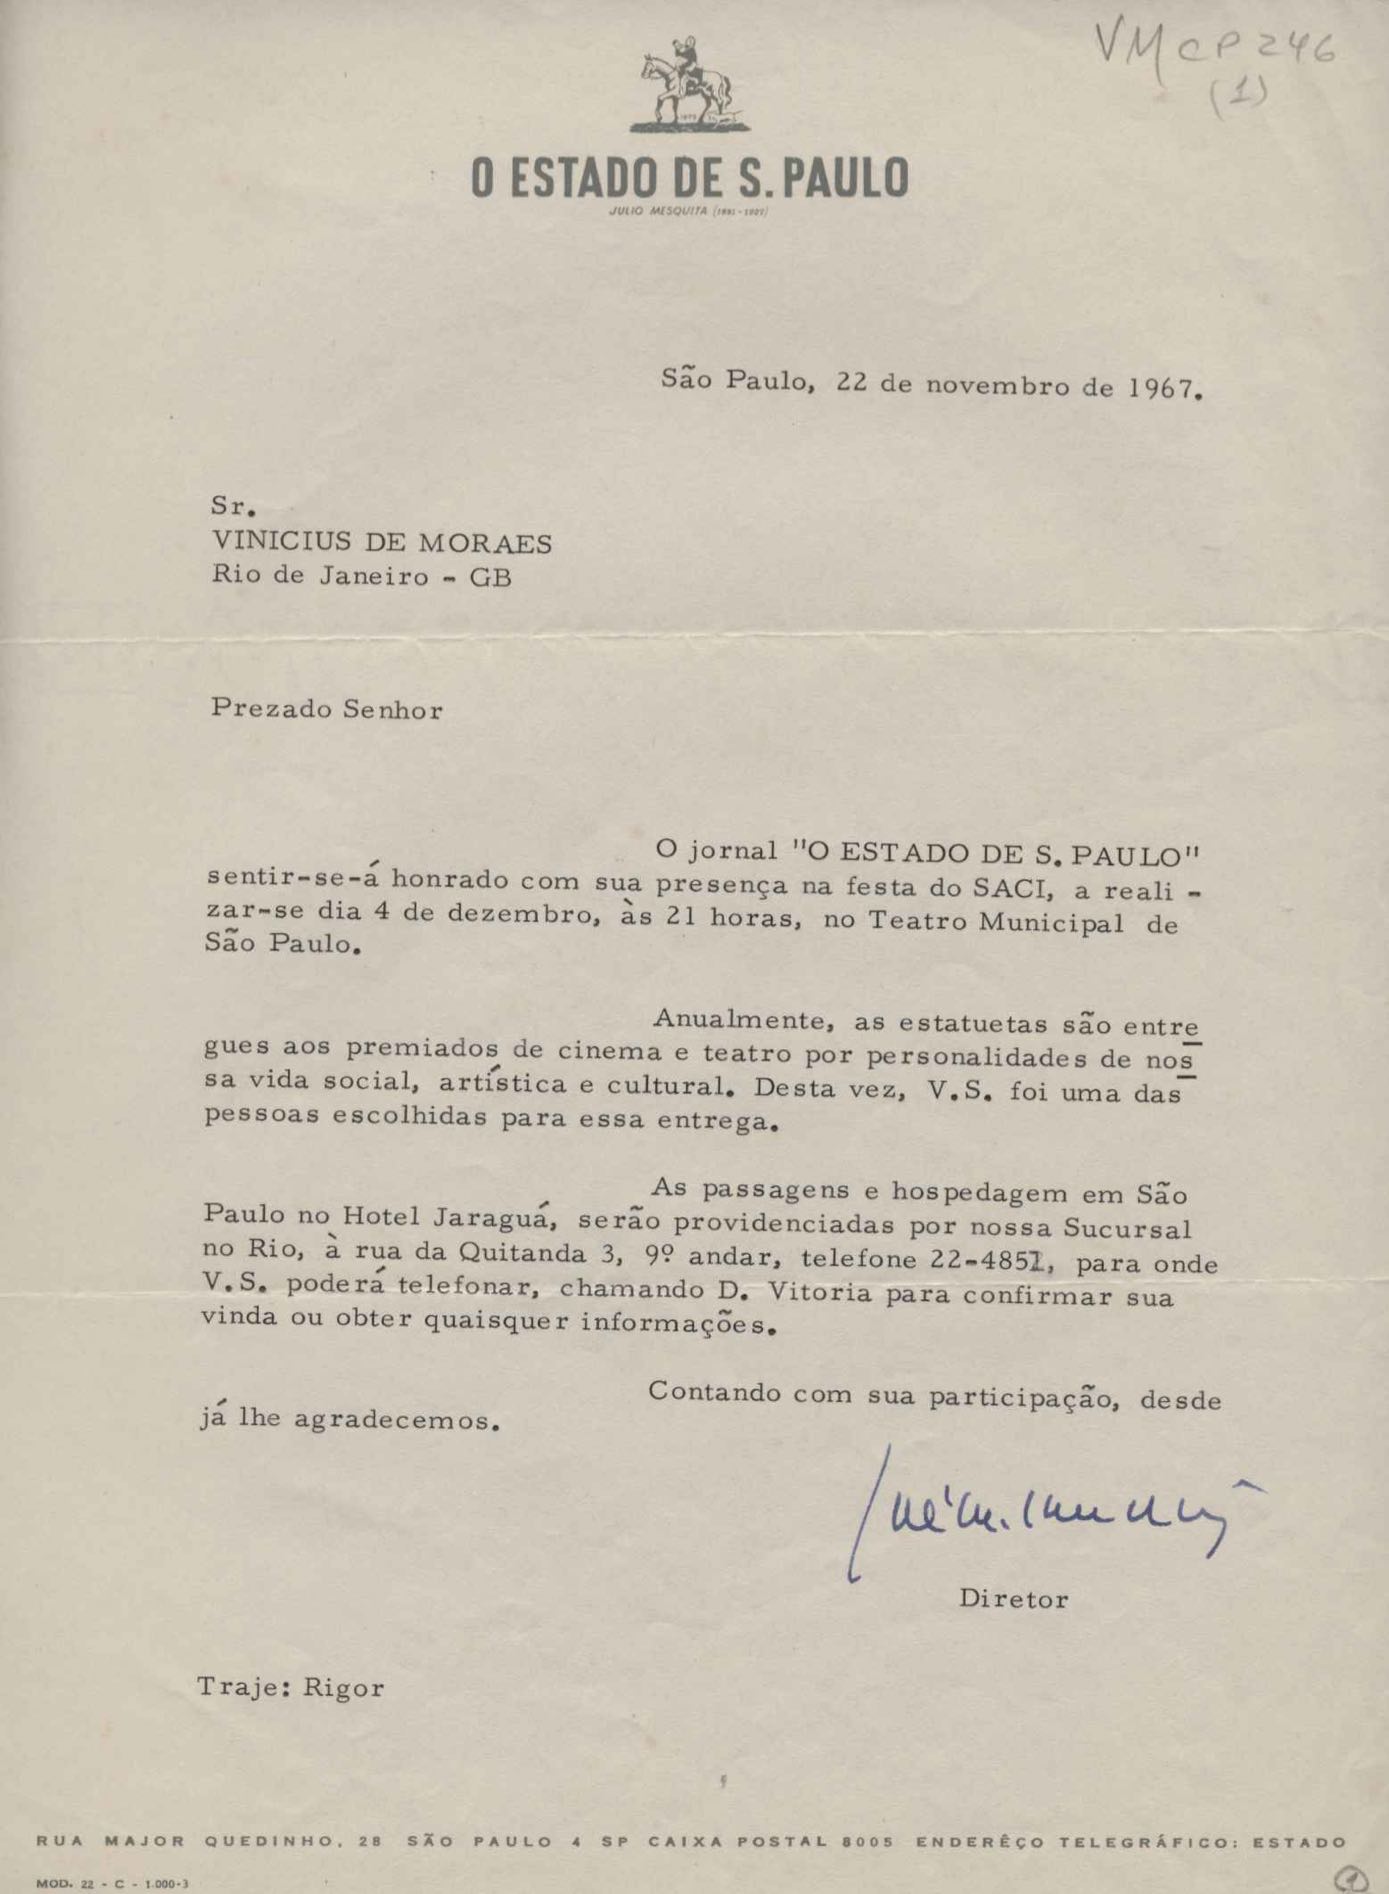 VM CP 246
(1)
O ESTADO DE S. PAULO
JULIO MESQUITA (1891-1927)
São Paulo, 22 de novembro de 1967.
Sr.
VINICIUS DE MORAES
Rio de Janeiro - GB
Prezado Senhor
O jornal "O ESTADO DE S. PAULO"
sentir-se-á honrado com sua presença na festa do SACI, a reali -
zar-se dia 4 de dezembro, às 21 horas, no Teatro Municipal de
São Paulo.
Anualmente, as estatuetas são entre
gues aos premiados de cinema e teatro por personalidades de nos
sa vida social, artística e cultural. Desta vez, V.S. foi uma das
pessoas escolhidas para essa entrega.
As passagens e hospedagem em São
Paulo no Hotel Jaraguá, serão providenciadas por nossa Sucursal
no Rio, à rua da Quitanda 3, 9º andar, telefone 22-4851, para onde
V.S. poderá telefonar, chamando D. Vitoria para confirmar sua
vinda ou obter quaisquer informações.
Contando com sua participação, desde
já lhe agradecemos.
Diretor
Traje: Rigor
RUA MAJOR QUEDINHO, 28 SÃO PAULO 4 SP CAIXA POSTAL 8005 ENDERÊÇO TELEGRÁFICO: ESTADO
MOD. 22 - C - 1.000-3
1